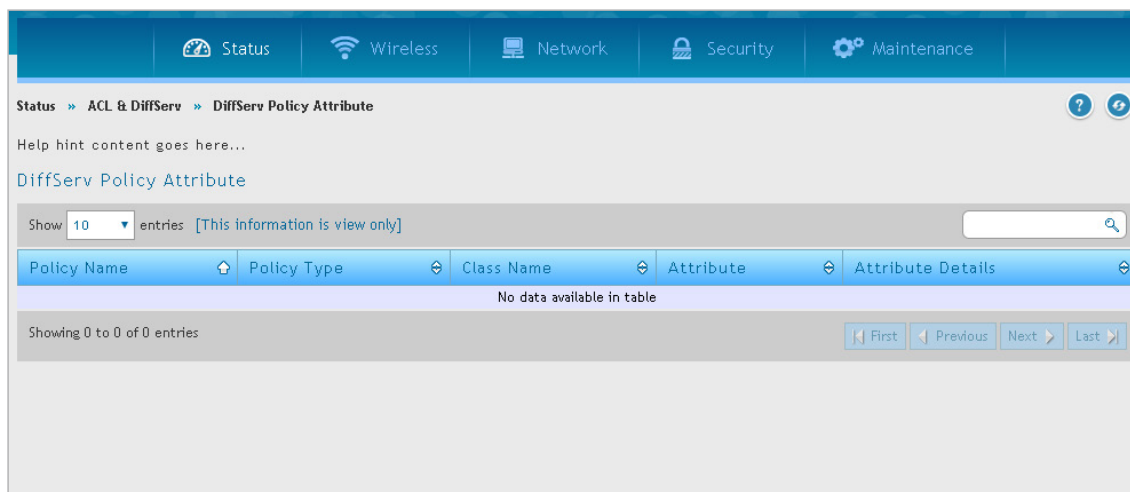 Status Wireless Network Security Maintenance
Status » ACL & DiffServ » DiffServ Policy Attribute
Help hint content goes here...
DiffServ Policy Attribute
Show 10 entries [This information is view only]
Policy Name Policy Type Class Name Attribute Attribute Details
No data available in table
Showing 0 to 0 of 0 entries First Previous Next Last